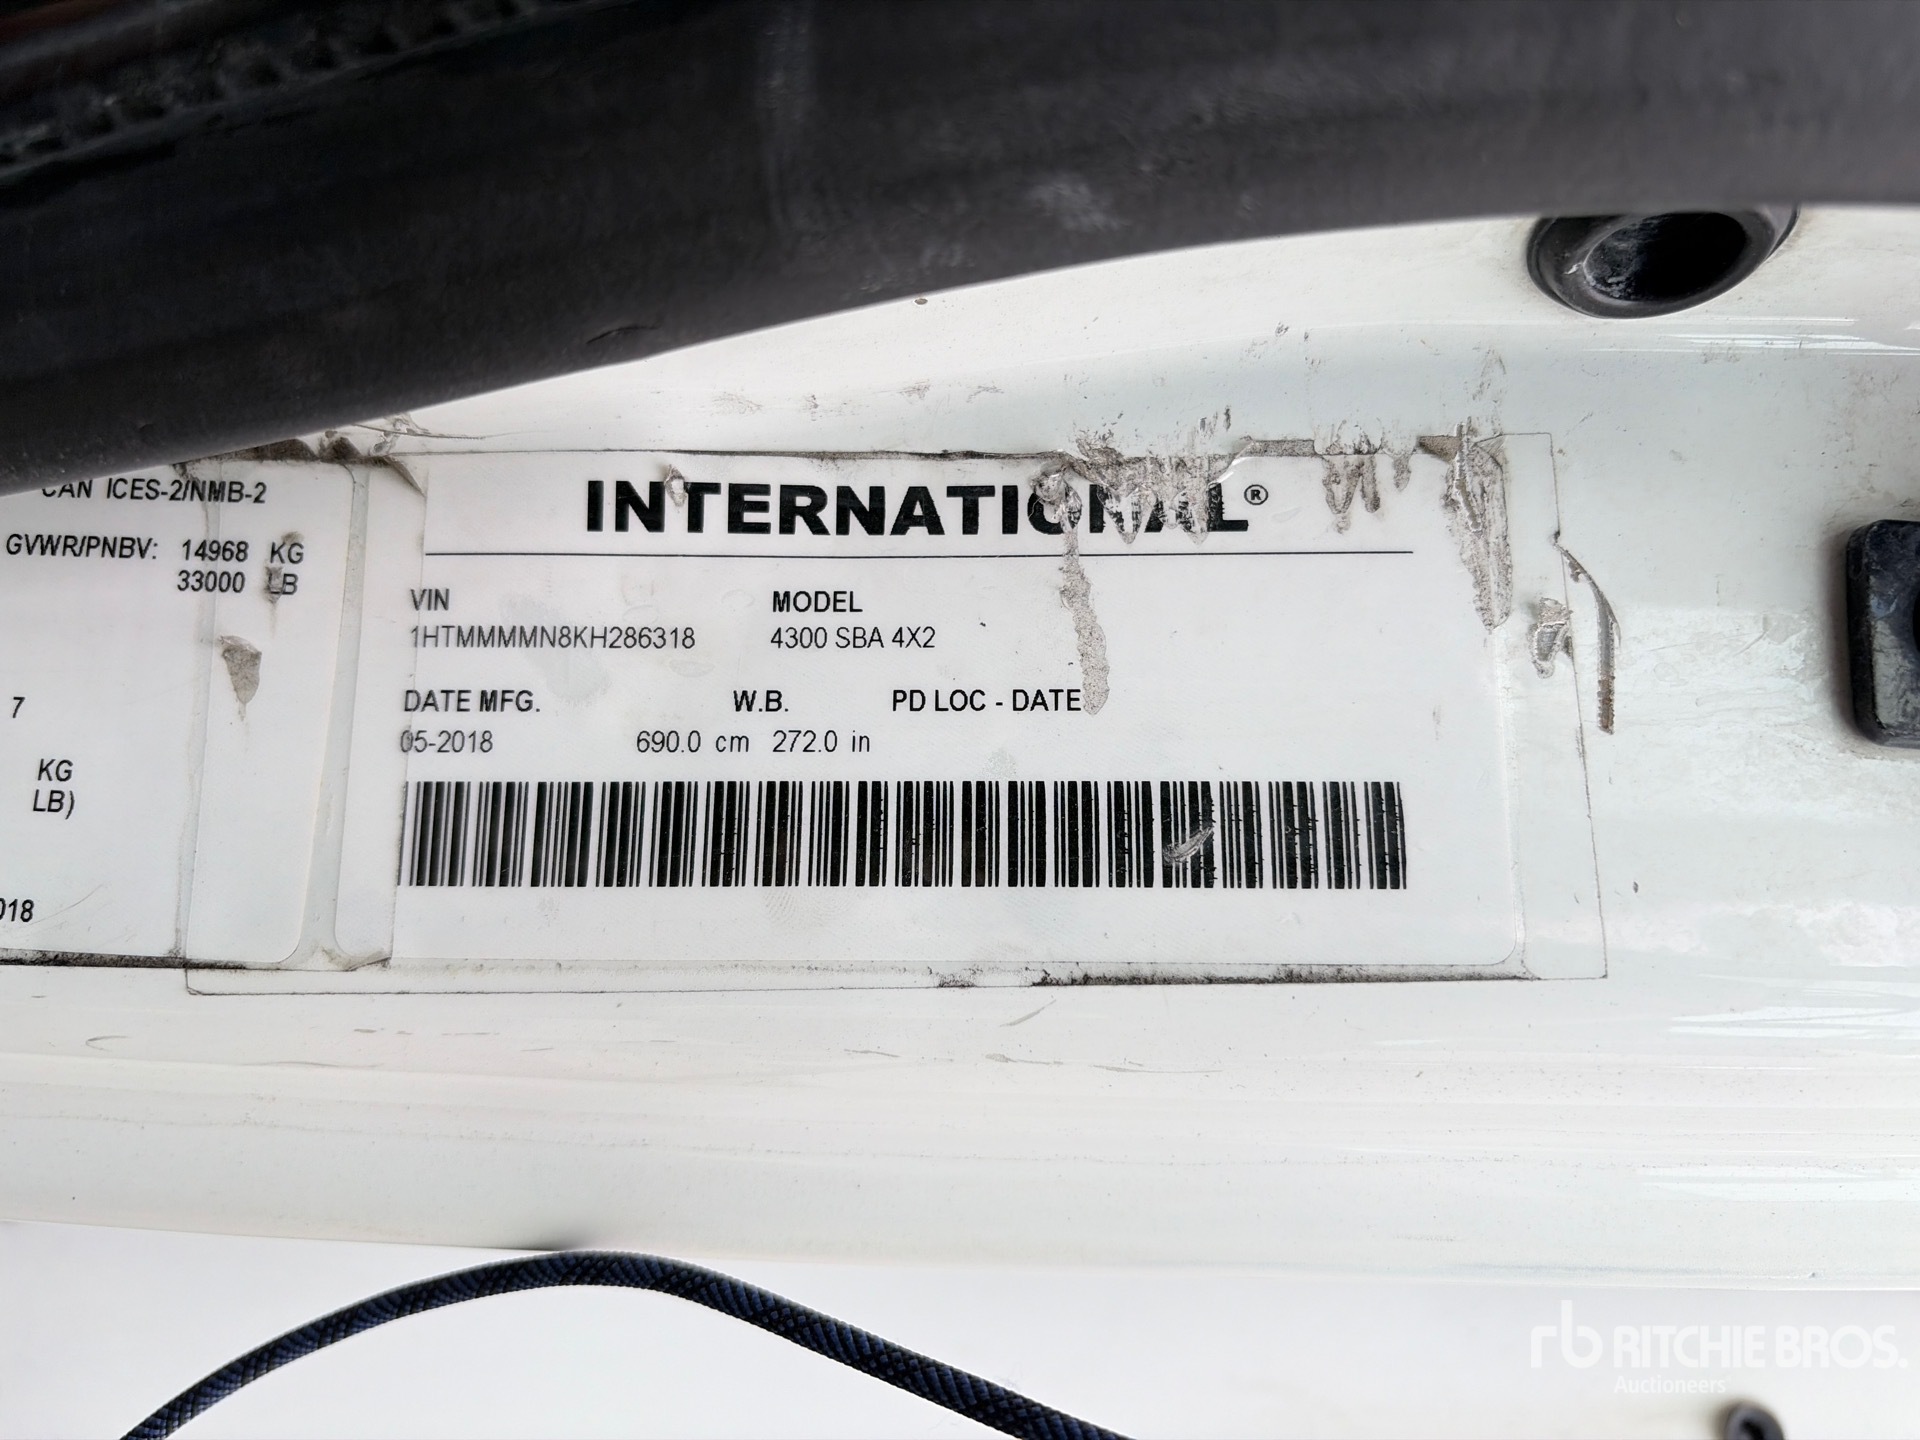 CAN ICES-2/NMB-2
GVWR/PNBV: 14968 KG
33000 LB
7
KG
LB)
018
INTERNATIONAL®
VIN MODEL
1HTMMMMN8KH286318 4300 SBA 4X2
DATE MFG. W.B. PD LOC - DATE
05-2018 690.0 cm 272.0 in
rb RITCHIE BROS.
Auctioneers